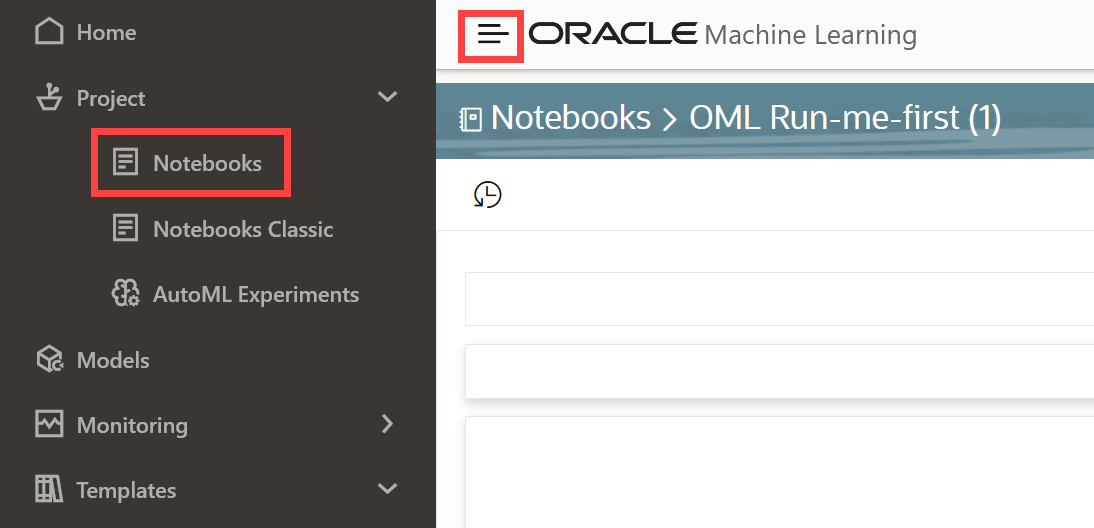 Home
Project
Notebooks
Notebooks Classic
AutoML Experiments
Models
Monitoring
Templates
ORACLE Machine Learning
Notebooks > OML Run-me-first (1)